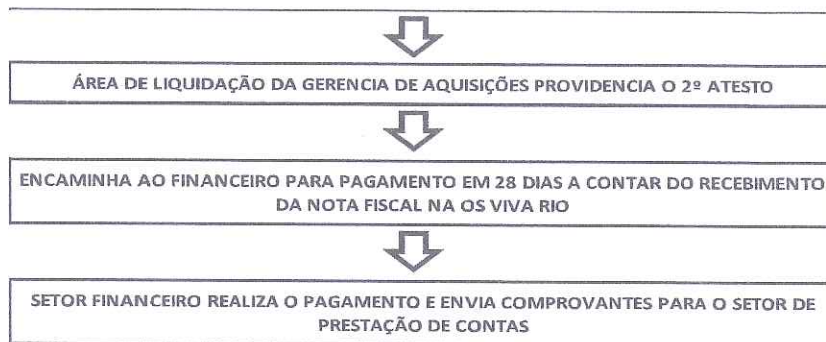 ÁREA DE LIQUIDAÇÃO DA GERENCIA DE AQUISIÇÕES PROVIDENCIA O 2º ATESTO
ENCAMINHA AO FINANCEIRO PARA PAGAMENTO EM 28 DIAS A CONTAR DO RECEBIMENTO
DA NOTA FISCAL NA OS VIVA RIO
SETOR FINANCEIRO REALIZA O PAGAMENTO E ENVIA COMPROVANTES PARA O SETOR DE
PRESTAÇÃO DE CONTAS